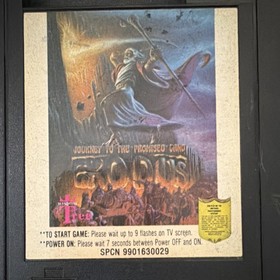 JOURNEY TO THE PROMISED LAND
EXODUS
Tree
**TO START GAME: Please wait up to 9 flashes on TV screen.
**POWER ON: Please wait 7 seconds between Power OFF and ON.
SPCN 9901630029